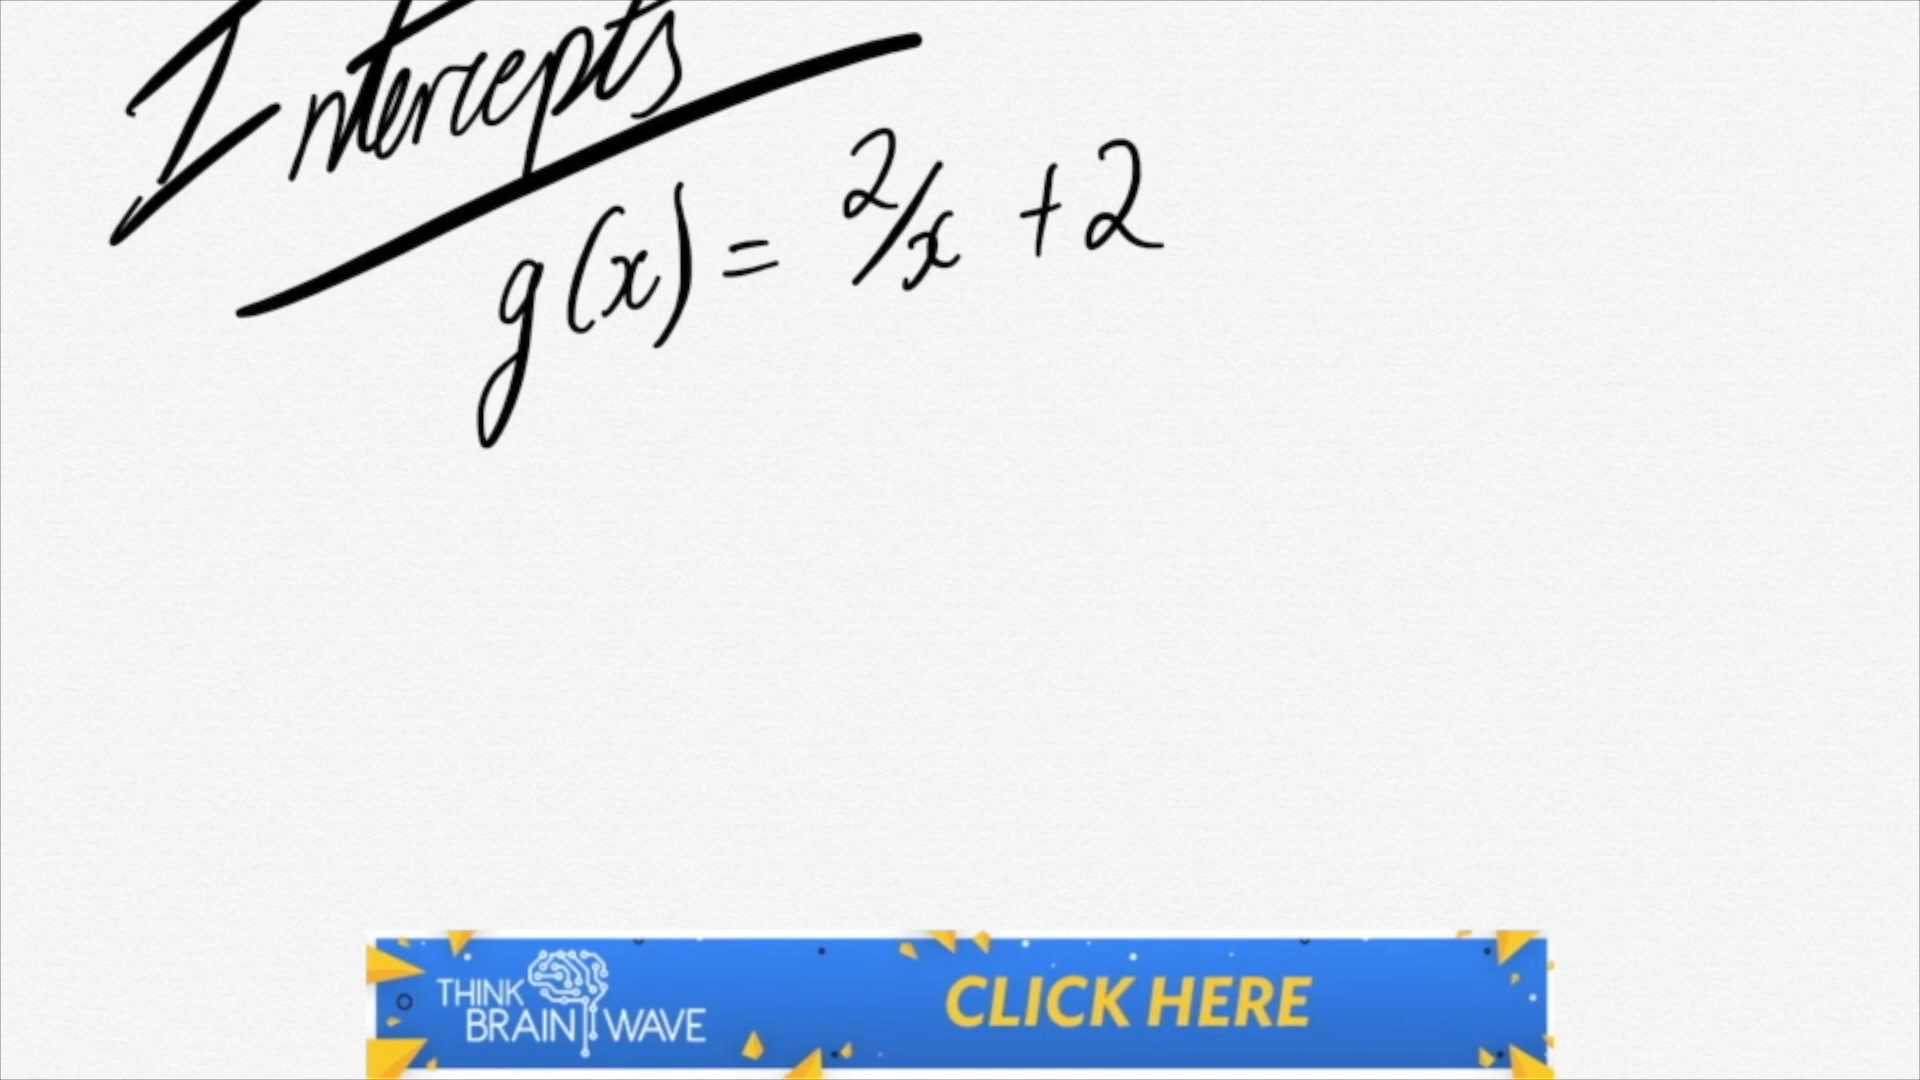 Intercepts
g(x) = 2/x + 2
THINK
BRAIN WAVE
CLICK HERE